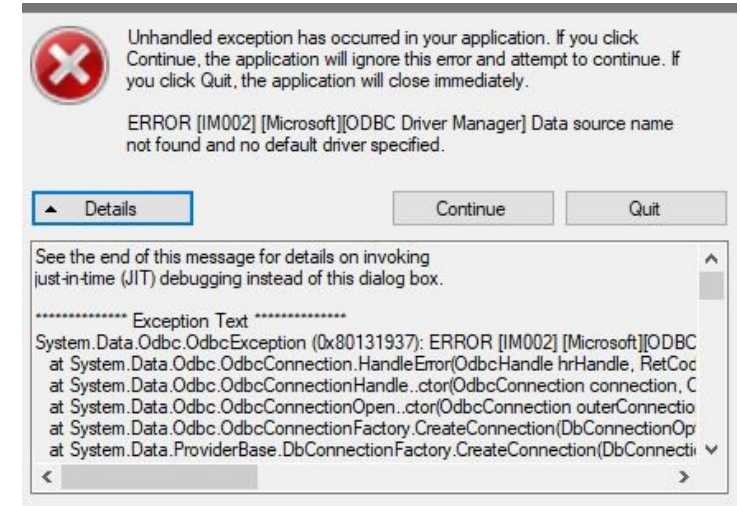 Unhandled exception has occurred in your application. If you click
Continue, the application will ignore this error and attempt to continue. If
you click Quit, the application will close immediately.
ERROR [IM002] [Microsoft][ODBC Driver Manager] Data source name
not found and no default driver specified.
Details
Continue
Quit
See the end of this message for details on invoking
just-in-time (JIT) debugging instead of this dialog box.
************** Exception Text **************
System.Data.Odbc.OdbcException (0x80131937): ERROR [IM002] [Microsoft][ODBC
at System.Data.Odbc.OdbcConnection.HandleError(OdbcHandle hrHandle, RetCod
at System.Data.Odbc.OdbcConnectionHandle..ctor(OdbcConnection connection, C
at System.Data.Odbc.OdbcConnectionOpen..ctor(OdbcConnection outerConnectio
at System.Data.Odbc.OdbcConnectionFactory.CreateConnection(DbConnectionOp
at System.Data.ProviderBase.DbConnectionFactory.CreateConnection(DbConnecti